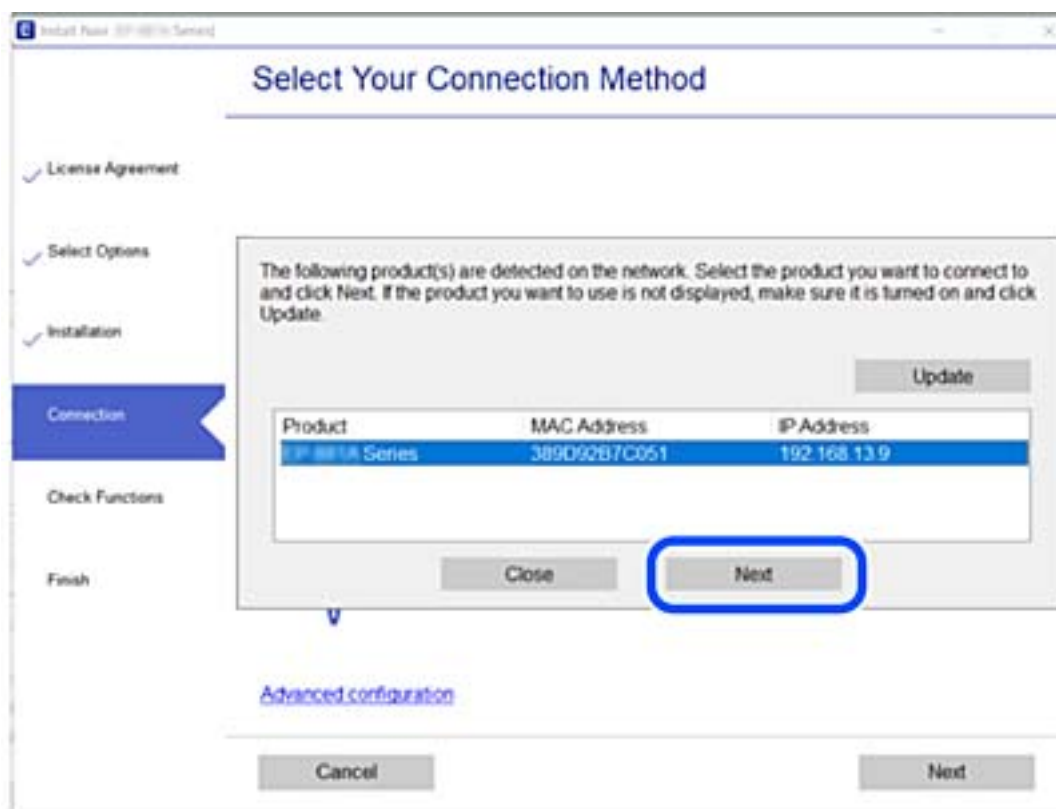 Install Navi
Series]
Select Your Connection Method
License Agreement
Select Options
Installation
Connection
Check Functions
Finish
The following product(s) are detected on the network. Select the product you want to connect to
and click Next. If the product you want to use is not displayed, make sure it is turned on and click
Update.
Update
Product MAC Address IP Address
Series 389D92B7C051 192.168.13.9
Close Next
Advanced configuration
Cancel Next